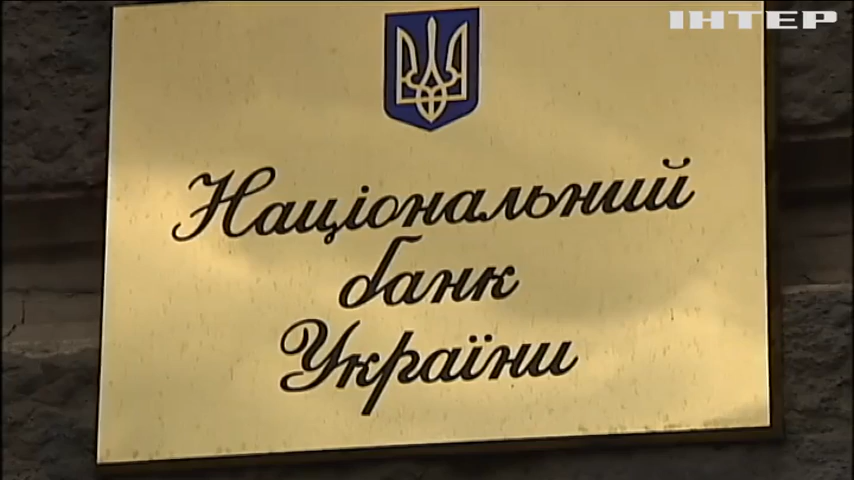 ІНТЕР
Національний
банк
України